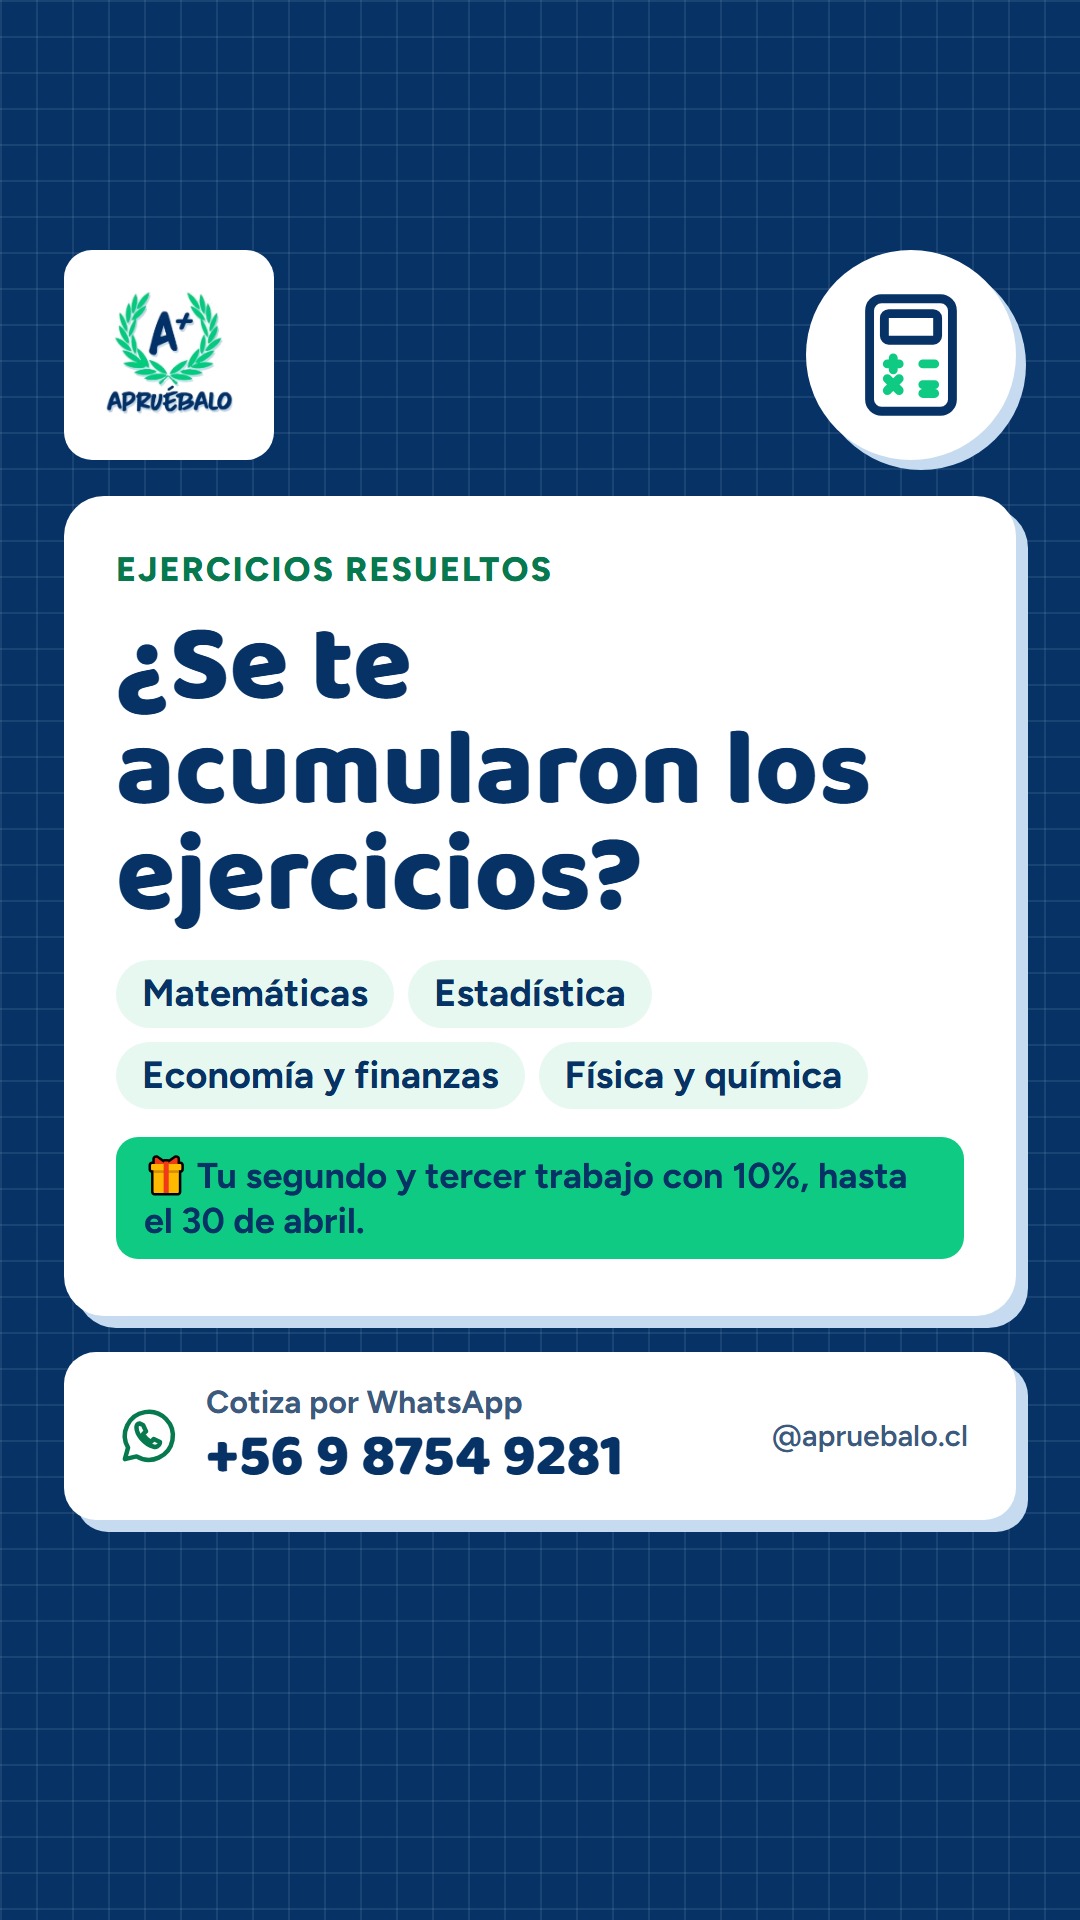 A+
APRUÉBALO
EJERCICIOS RESUELTOS
¿Se te
acumularon los
ejercicios?
Matemáticas Estadística
Economía y finanzas Física y química
🎁 Tu segundo y tercer trabajo con 10%, hasta
el 30 de abril.
Cotiza por WhatsApp
+56 9 8754 9281
@apruebalo.cl